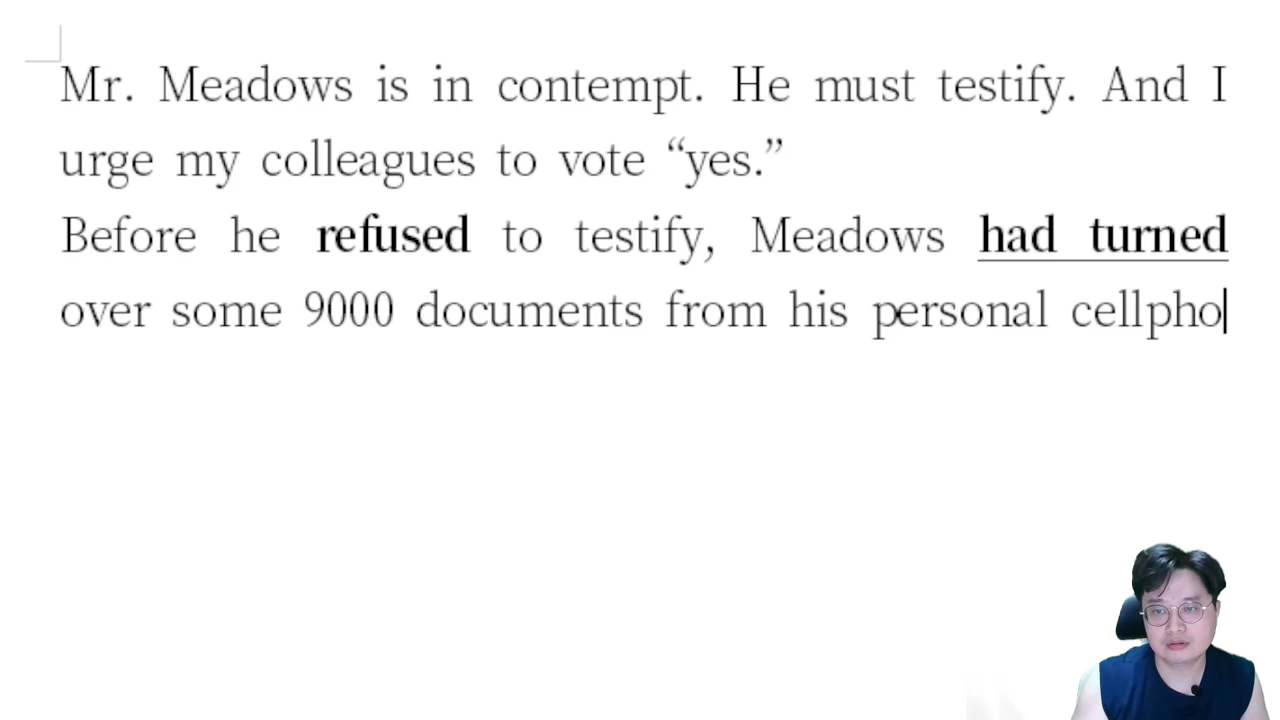 Mr. Meadows is in contempt. He must testify. And I
urge my colleagues to vote “yes.”
Before he refused to testify, Meadows had turned
over some 9000 documents from his personal cellpho